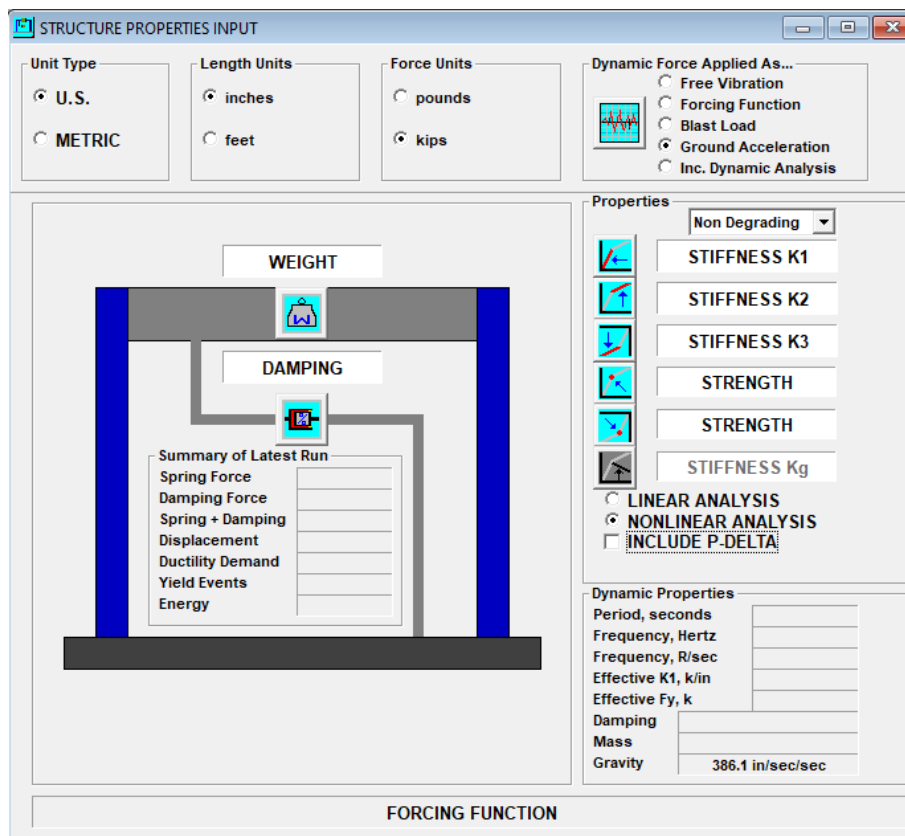 STRUCTURE PROPERTIES INPUT
Unit Type
U.S.
METRIC
Length Units
inches
feet
Force Units
pounds
kips
Dynamic Force Applied As...
Free Vibration
Forcing Function
Blast Load
Ground Acceleration
Inc. Dynamic Analysis
WEIGHT
W
DAMPING
%
Summary of Latest Run
Spring Force
Damping Force
Spring + Damping
Displacement
Ductility Demand
Yield Events
Energy
Properties
Non Degrading
STIFFNESS K1
STIFFNESS K2
STIFFNESS K3
STRENGTH
STRENGTH
STIFFNESS Kg
LINEAR ANALYSIS
NONLINEAR ANALYSIS
INCLUDE P-DELTA
Dynamic Properties
Period, seconds
Frequency, Hertz
Frequency, R/sec
Effective K1, k/in
Effective Fy, k
Damping
Mass
Gravity 386.1 in/sec/sec
FORCING FUNCTION